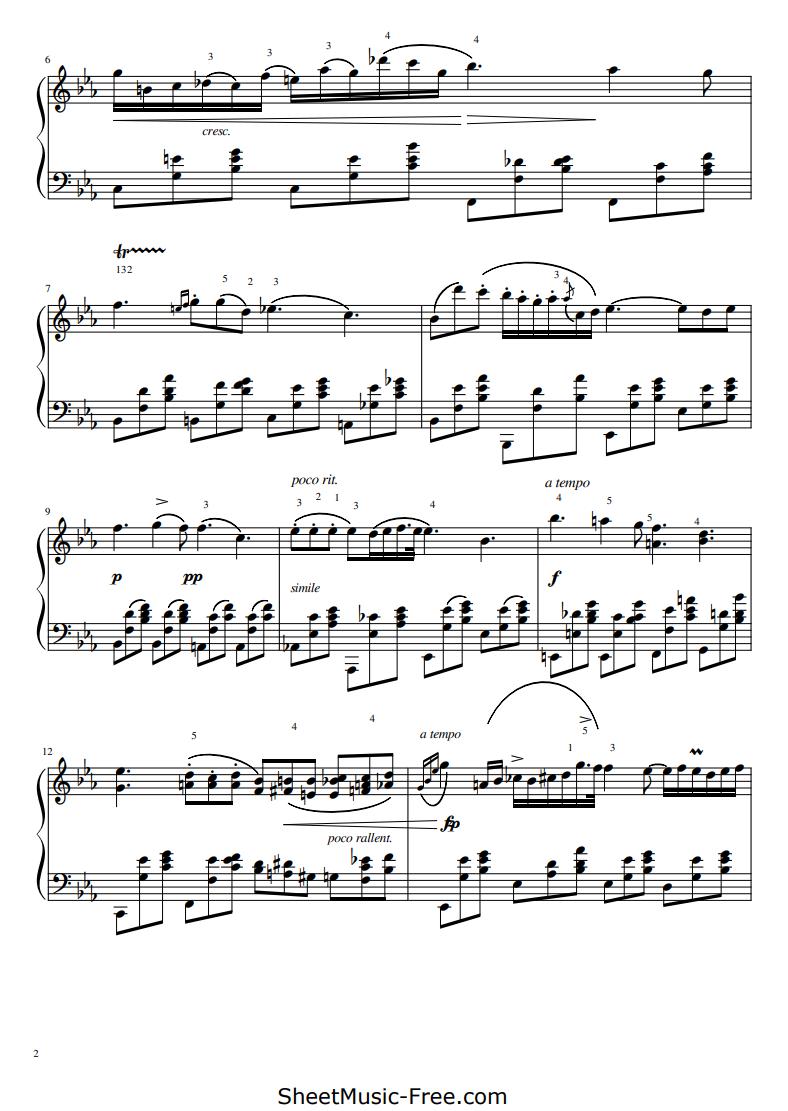 6
3 3 3 4 4
cresc.
tr
132
7
5 2 3 3 4
poco rit. a tempo
9
3 3 2 1 3 4 4 5 5 4
p pp f
simile
12
5 4 4 a tempo 5 1 3
fp
poco rallent.
2
SheetMusic-Free.com